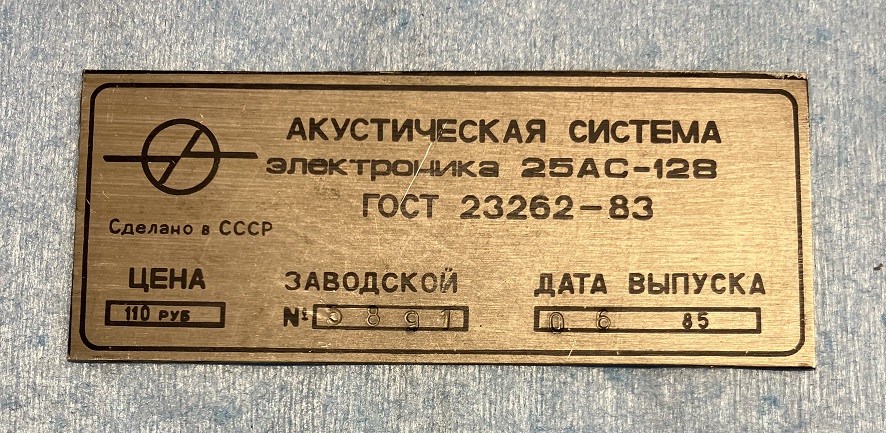 АКУСТИЧЕСКАЯ СИСТЕМА
электроника 25АС-128
ГОСТ 23262-83
Сделано в СССР
ЦЕНА ЗАВОДСКОЙ ДАТА ВЫПУСКА
110 РУБ № 06 85